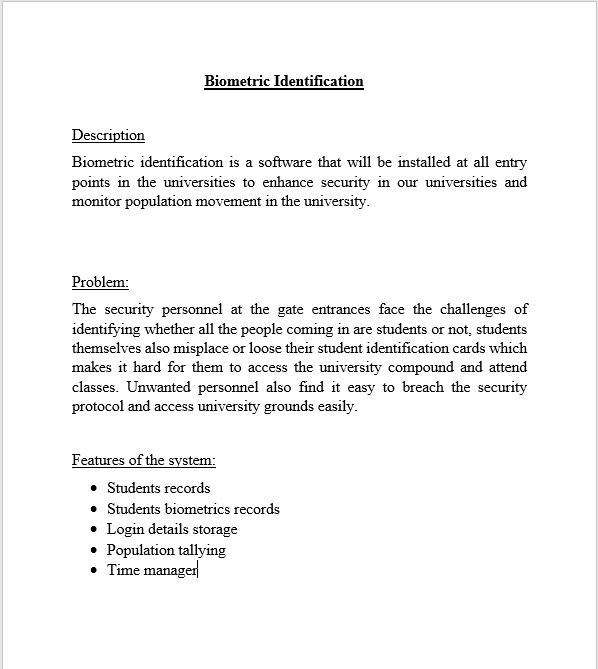 Biometric Identification
Description
Biometric identification is a software that will be installed at all entry
points in the universities to enhance security in our universities and
monitor population movement in the university.
Problem:
The security personnel at the gate entrances face the challenges of
identifying whether all the people coming in are students or not, students
themselves also misplace or loose their student identification cards which
makes it hard for them to access the university compound and attend
classes. Unwanted personnel also find it easy to breach the security
protocol and access university grounds easily.
Features of the system:
• Students records
• Students biometrics records
• Login details storage
• Population tallying
• Time manager